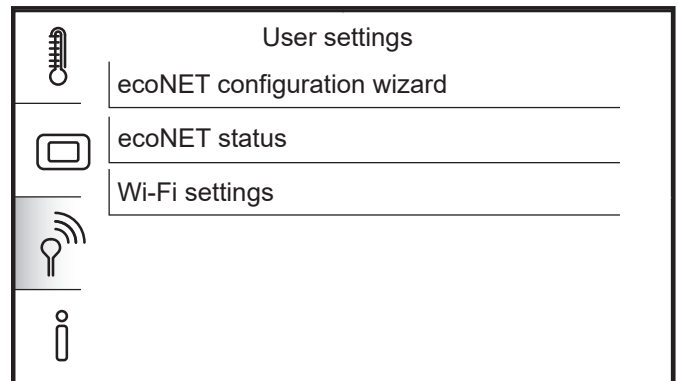 User settings
ecoNET configuration wizard
ecoNET status
Wi-Fi settings